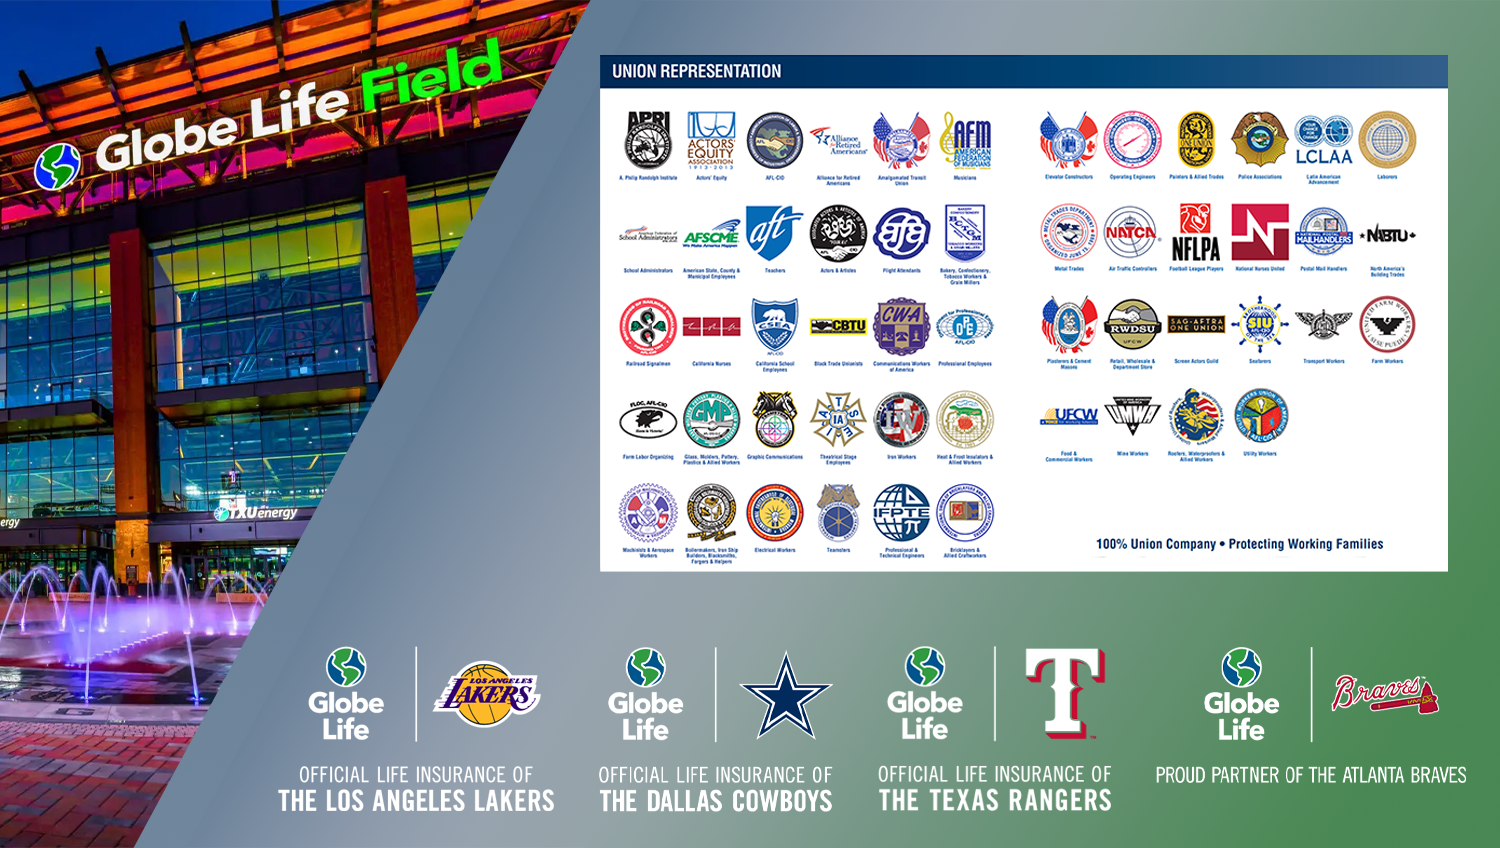 Globe Life Field
TXU energy
ergy
UNION REPRESENTATION
APRI
A. Philip Randolph Institute
ACTORS'
EQUITY
ASSOCIATION
1913-2013
Actors' Equity
AFL-CIO
Alliance
for Retired
Americans
Alliance for Retired
Americans
Amalgamated Transit
Union
AFM
AMERICAN
FEDERATION
OF MUSICIANS
Musicians
Elevator Constructors
Operating Engineers
Painters & Allied Trades
Police Associations
LCLAA
Latin American
Advancement
Laborers
School Administrators
School Administrators
AFSCME
We Make America Happen
American State, County &
Municipal Employees
aft
Teachers
Actors & Artistes
afa
Flight Attendants
Bakery, Confectionery,
Tobacco Workers &
Grain Millers
Metal Trades
NATCA
Air Traffic Controllers
NFLPA
Football League Players
National Nurses United
MAILHANDLERS
Postal Mail Handlers
NABTU
North America's
Building Trades
Railroad Signalmen
California Nurses
CSEA
AFL-CIO
California School
Employees
CBTU
Black Trade Unionists
CWA
Communications Workers
of America
Professional Employees
Plasterers & Cement
Masons
RWDSU
UFCW
Retail, Wholesale &
Department Store
SAG-AFTRA
ONE UNION
Screen Actors Guild
SIU
AFL-CIO
Seafarers
Transport Workers
Farm Workers
FLOC, AFL-CIO
Farm Labor Organizing
GMP
Glass, Molders, Pottery,
Plastics & Allied Workers
Graphic Communications
IATSE
Theatrical Stage
Employees
Iron Workers
Heat & Frost Insulators &
Allied Workers
UFCW
Food &
Commercial Workers
UMWA
Mine Workers
Roofers, Waterproofers &
Allied Workers
Utility Workers
Machinists & Aerospace
Workers
Boilermakers, Iron Ship
Builders, Blacksmiths,
Forgers & Helpers
Electrical Workers
Teamsters
IFPTE
Professional &
Technical Engineers
Bricklayers &
Allied Craftworkers
100% Union Company • Protecting Working Families
Globe
Life
LOS ANGELES
LAKERS
OFFICIAL LIFE INSURANCE OF
THE LOS ANGELES LAKERS
Globe
Life
OFFICIAL LIFE INSURANCE OF
THE DALLAS COWBOYS
Globe
Life
T
OFFICIAL LIFE INSURANCE OF
THE TEXAS RANGERS
Globe
Life
Braves
PROUD PARTNER OF THE ATLANTA BRAVES